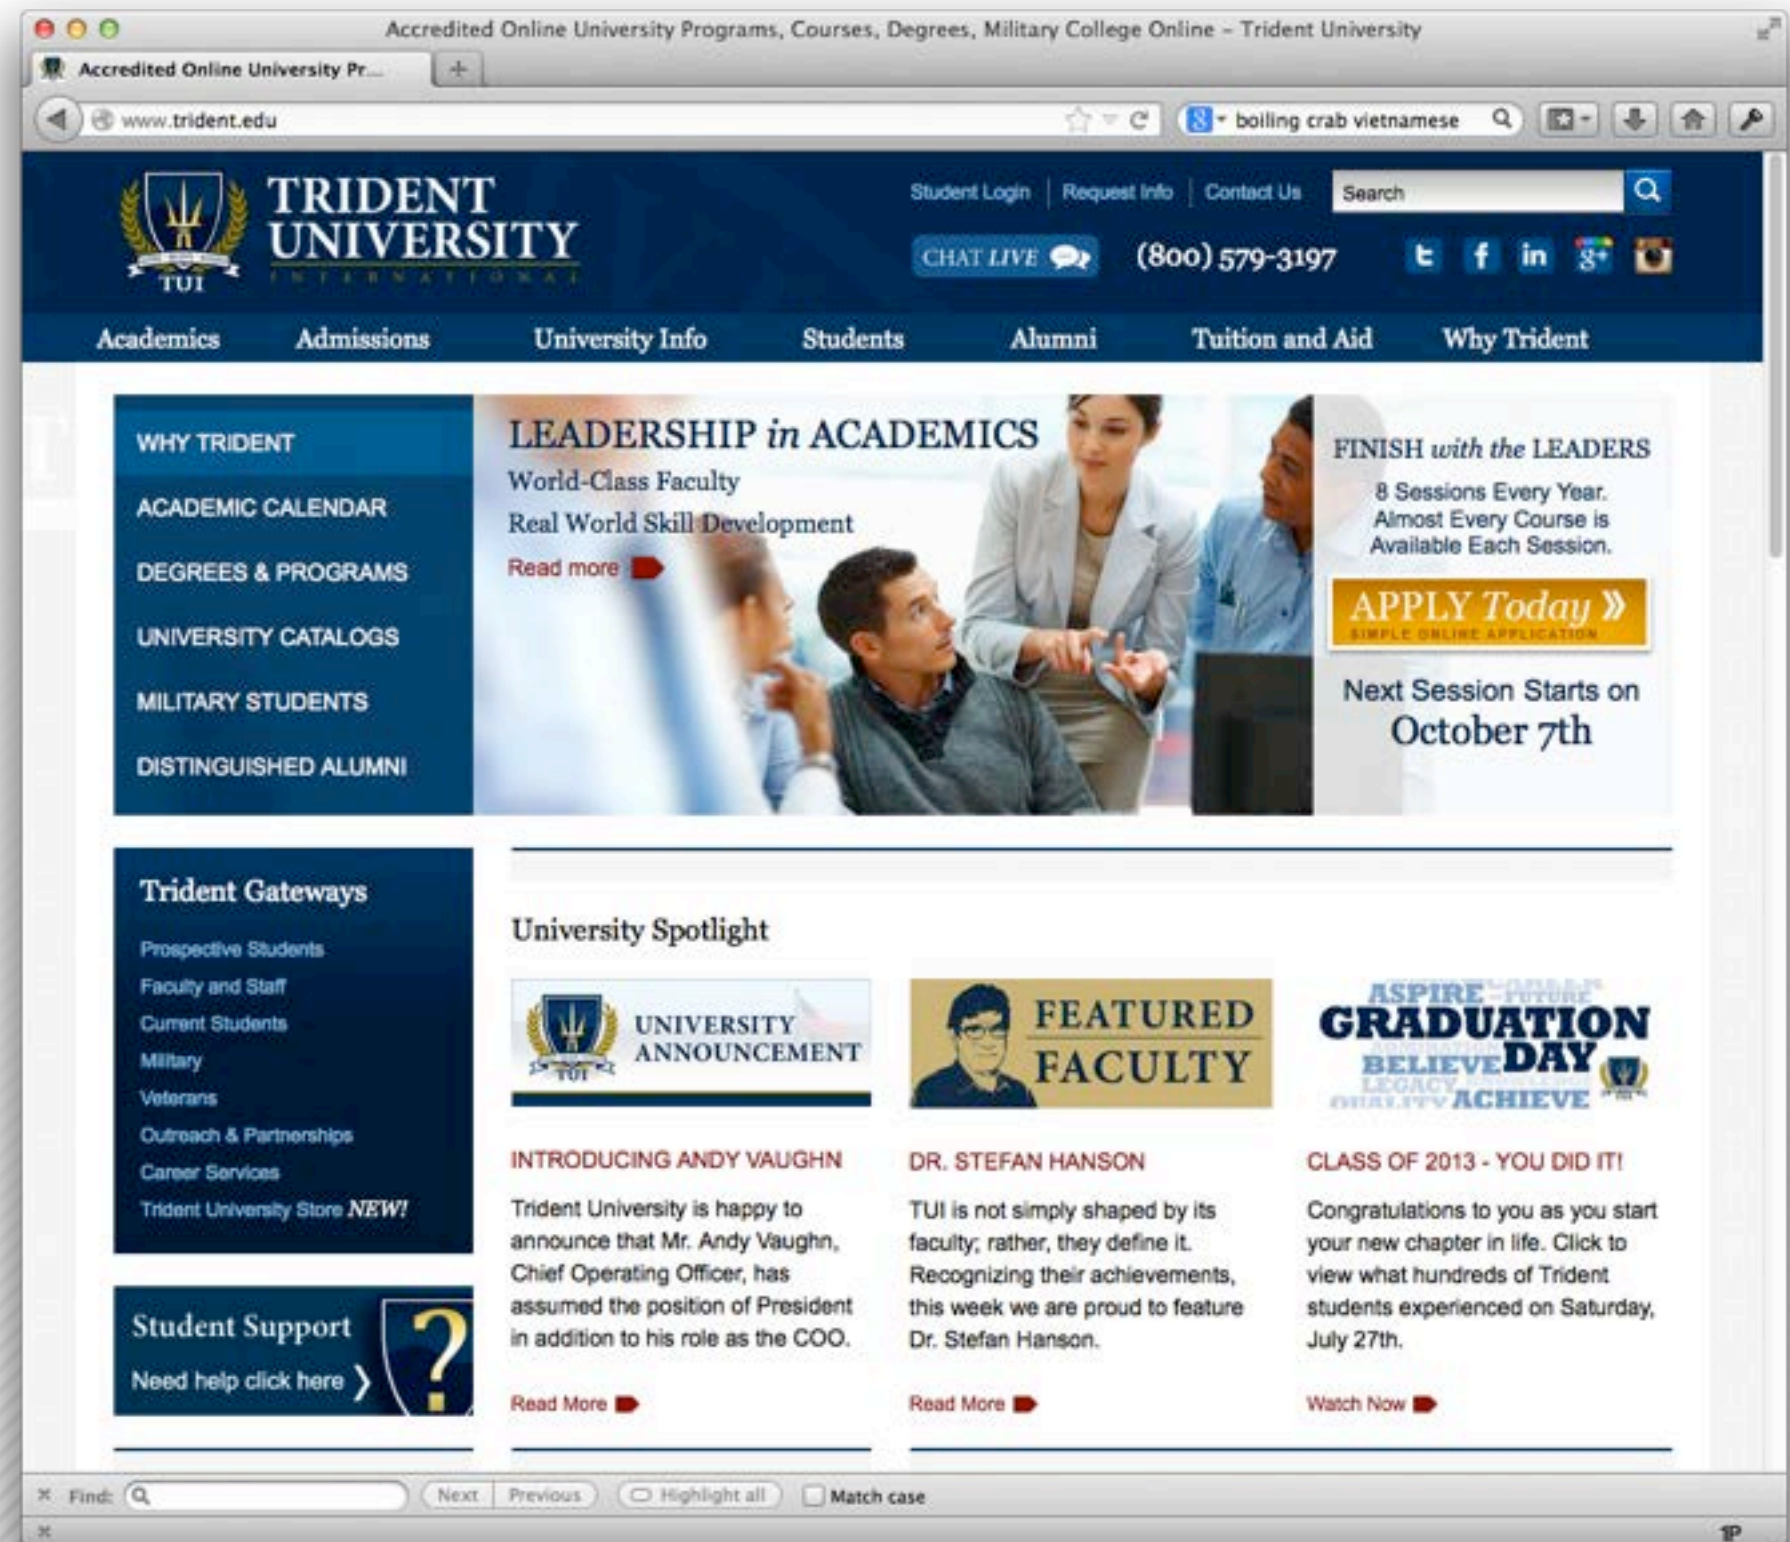 Accredited Online University Programs, Courses, Degrees, Military College Online – Trident University
Accredited Online University Pr...
www.trident.edu
boiling crab vietnamese
TRIDENT
UNIVERSITY
INTERNATIONAL
TUI
Student Login
Request Info
Contact Us
Search
CHAT LIVE
(800) 579-3197
Academics
Admissions
University Info
Students
Alumni
Tuition and Aid
Why Trident
WHY TRIDENT
ACADEMIC CALENDAR
DEGREES & PROGRAMS
UNIVERSITY CATALOGS
MILITARY STUDENTS
DISTINGUISHED ALUMNI
LEADERSHIP in ACADEMICS
World-Class Faculty
Real World Skill Development
Read more
FINISH with the LEADERS
8 Sessions Every Year.
Almost Every Course is
Available Each Session.
APPLY Today »
SIMPLE ONLINE APPLICATION
Next Session Starts on
October 7th
Trident Gateways
Prospective Students
Faculty and Staff
Current Students
Military
Veterans
Outreach & Partnerships
Career Services
Trident University Store NEW!
Student Support
Need help click here
?
University Spotlight
TUI
UNIVERSITY
ANNOUNCEMENT
INTRODUCING ANDY VAUGHN
Trident University is happy to
announce that Mr. Andy Vaughn,
Chief Operating Officer, has
assumed the position of President
in addition to his role as the COO.
Read More
FEATURED
FACULTY
DR. STEFAN HANSON
TUI is not simply shaped by its
faculty; rather, they define it.
Recognizing their achievements,
this week we are proud to feature
Dr. Stefan Hanson.
Read More
ASPIRE FUTURE
GRADUATION
BELIEVE DAY
LEGACY
QUALITY ACHIEVE
CLASS OF 2013 - YOU DID IT!
Congratulations to you as you start
your new chapter in life. Click to
view what hundreds of Trident
students experienced on Saturday,
July 27th.
Watch Now
Find:
Next
Previous
Highlight all
Match case